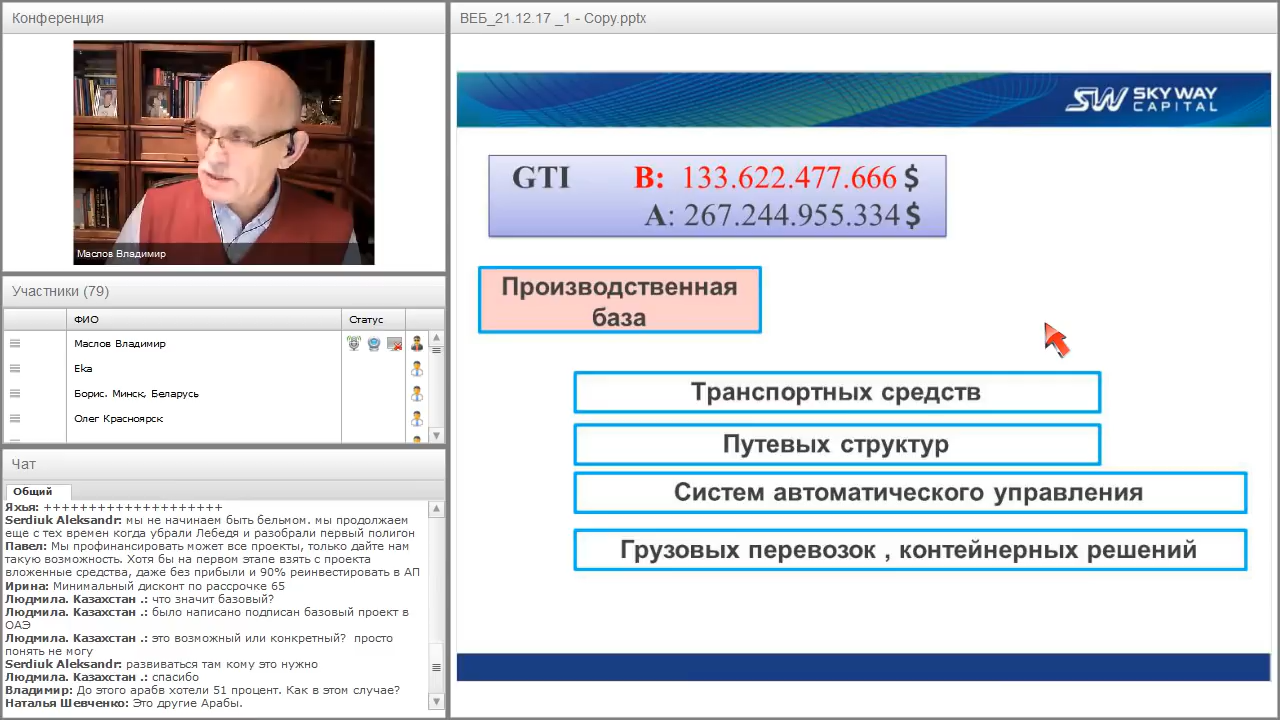 Конференция
Маслов Владимир
Участники (79)
ФИО Статус
Маслов Владимир
Eka
Борис. Минск, Беларусь
Олег Красноярск
Чат
Общий
Яхья: ++++++++++++++++++++
Serdiuk Aleksandr: мы не начинаем быть бельмом. мы продолжаем
еще с тех времен когда убрали Лебедя и разобрали первый полигон
Павел: Мы профинансировать может все проекты, только дайте нам
такую возможность. Хотя бы на первом этапе взять с проекта
вложенные средства, даже без прибыли и 90% реинвестировать в АП
Ирина: Минимальный дисконт по рассрочке 65
Людмила. Казахстан .: что значит базовый?
Людмила. Казахстан .: было написано подписан базовый проект в
ОАЭ
Людмила. Казахстан .: это возможный или конкретный? просто
понять не могу
Serdiuk Aleksandr: развиваться там кому это нужно
Людмила. Казахстан .: спасибо
Владимир: До этого арабв хотели 51 процент. Как в этом случае?
Наталья Шевченко: Это другие Арабы.
ВЕБ_21.12.17 _1 - Copy.pptx
SW SKY WAY
CAPITAL
GTI B: 133.622.477.666 $
A: 267.244.955.334 $
Производственная
база
Транспортных средств
Путевых структур
Систем автоматического управления
Грузовых перевозок , контейнерных решений